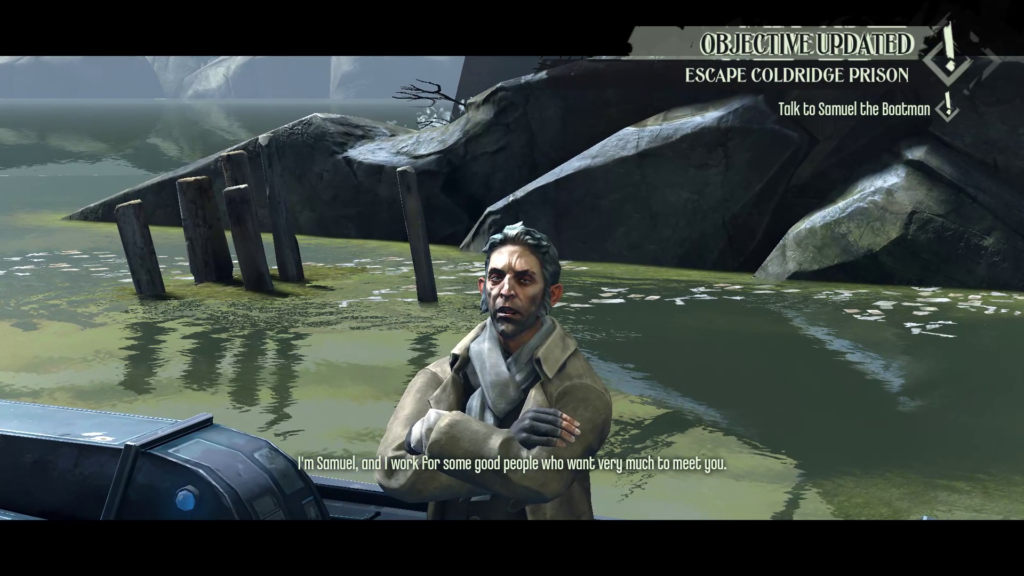 OBJECTIVE UPDATED
ESCAPE COLDRIDGE PRISON
Talk to Samuel the Boatman
I'm Samuel, and I work for some good people who want very much to meet you.